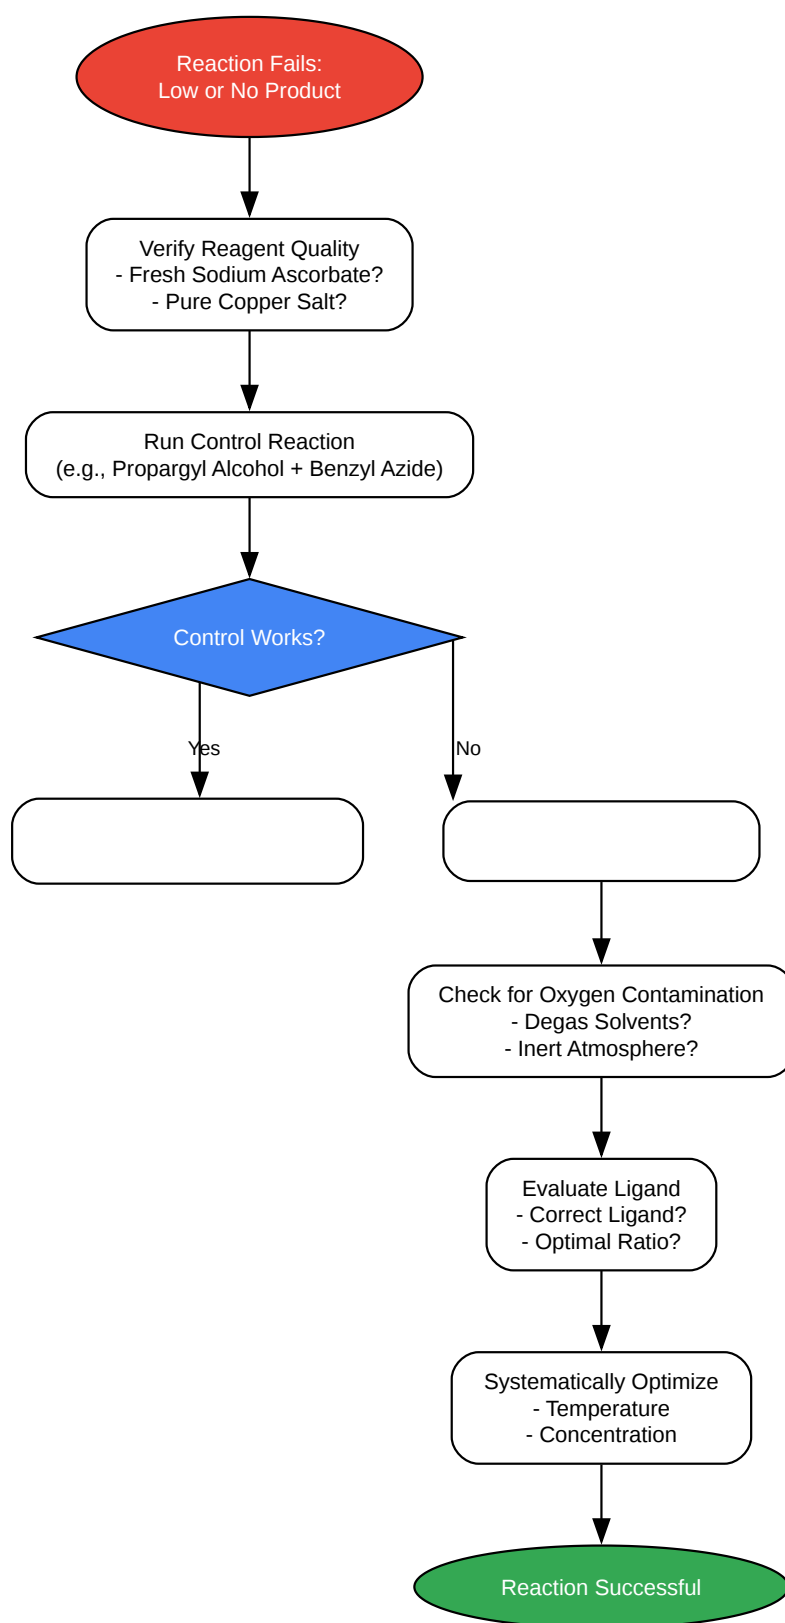 Reaction Fails:
Low or No Product
Verify Reagent Quality
- Fresh Sodium Ascorbate?
- Pure Copper Salt?
Run Control Reaction
(e.g., Propargyl Alcohol + Benzyl Azide)
Control Works?
Yes
No
Check for Oxygen Contamination
- Degas Solvents?
- Inert Atmosphere?
Evaluate Ligand
- Correct Ligand?
- Optimal Ratio?
Systematically Optimize
- Temperature
- Concentration
Reaction Successful